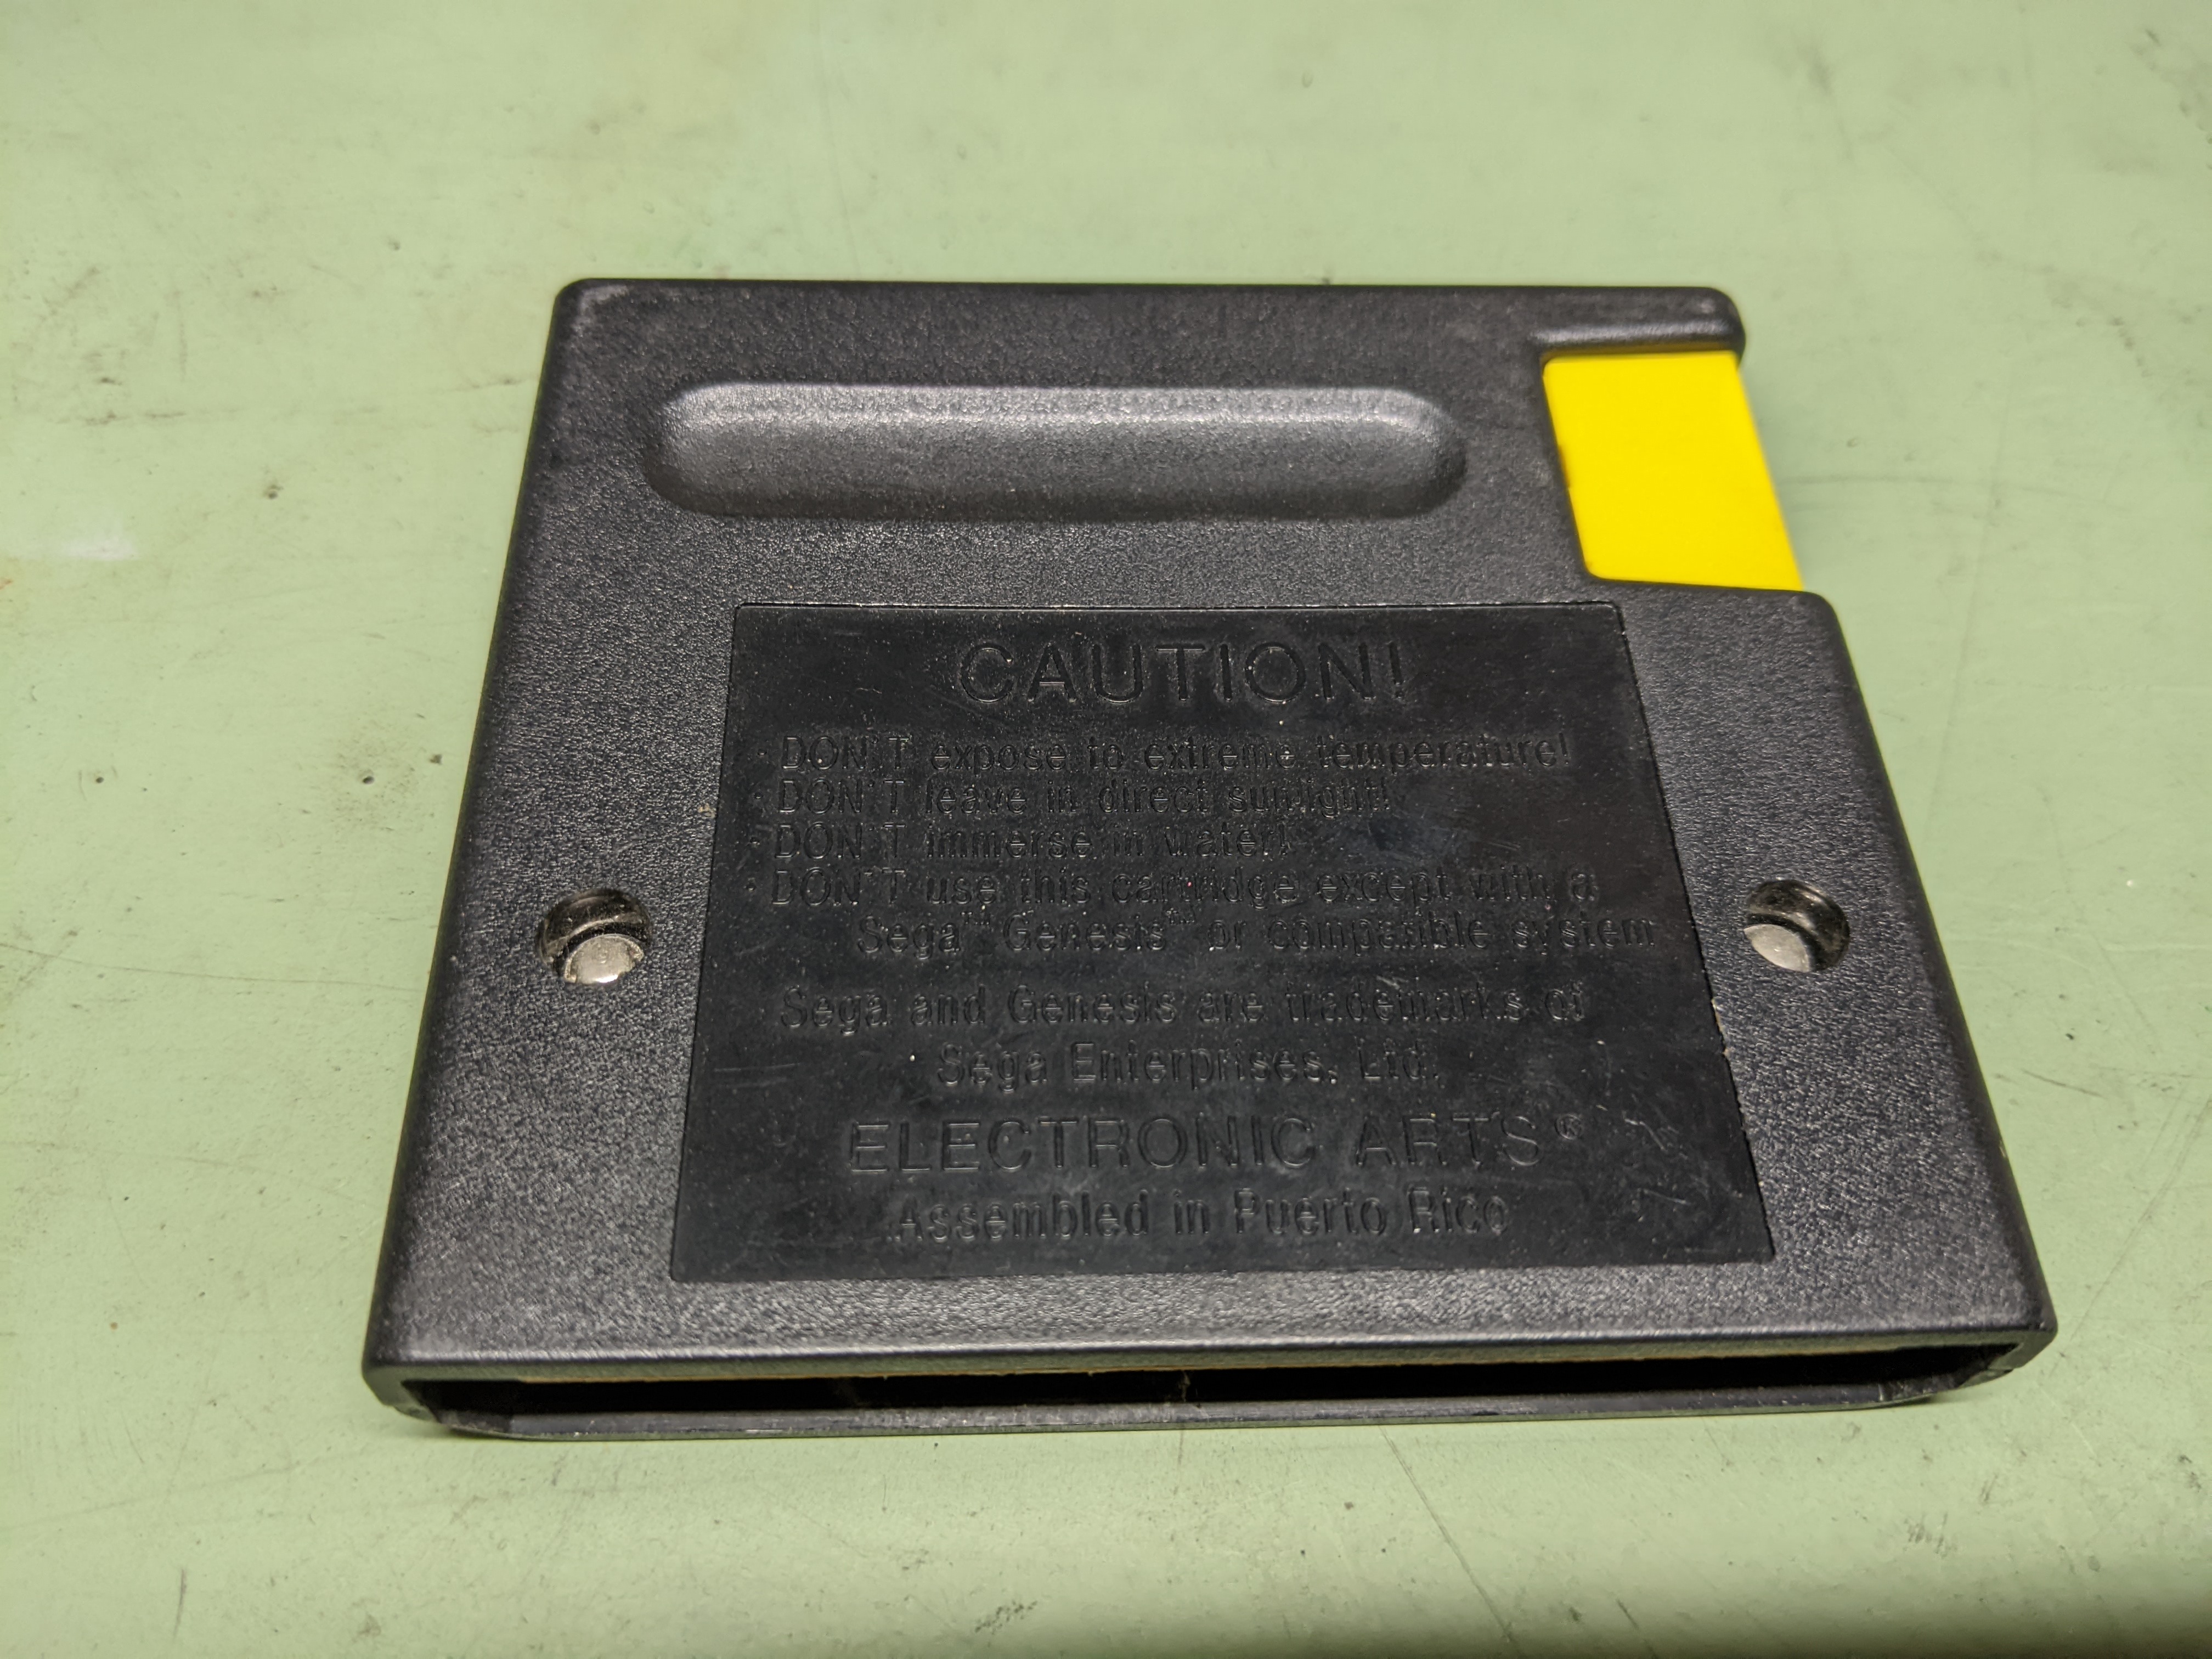 CAUTION!
· DON'T expose to extreme temperature!
· DON'T leave in direct sunlight!
· DON'T immerse in water!
· DON'T use this cartridge except with a
Sega™ Genesis™ or compatible system
Sega and Genesis are trademarks of
Sega Enterprises, Ltd.
ELECTRONIC ARTS®
Assembled in Puerto Rico